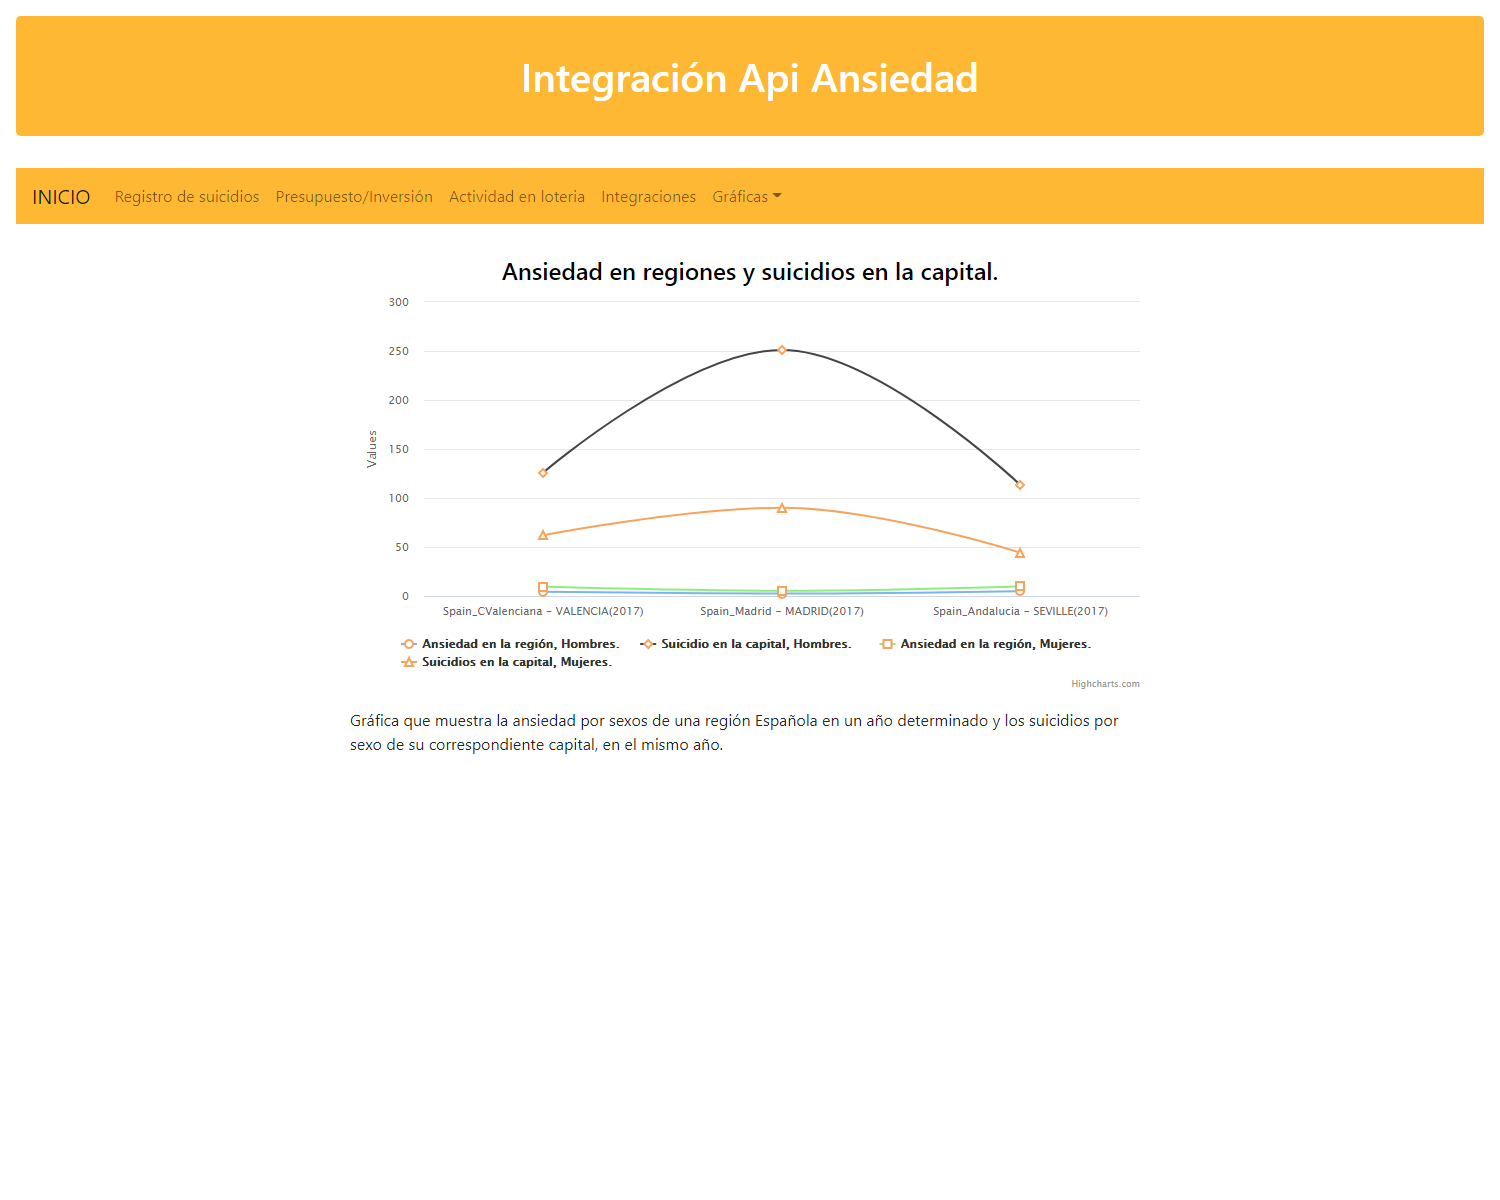 Integración Api Ansiedad
INICIO Registro de suicidios Presupuesto/Inversión Actividad en loteria Integraciones Gráficas
Ansiedad en regiones y suicidios en la capital.
300
250
200
150
100
50
0
Values
Spain_CValenciana - VALENCIA(2017) Spain_Madrid - MADRID(2017) Spain_Andalucia - SEVILLE(2017)
Ansiedad en la región, Hombres. Suicidio en la capital, Hombres. Ansiedad en la región, Mujeres.
Suicidios en la capital, Mujeres.
Highcharts.com
Gráfica que muestra la ansiedad por sexos de una región Española en un año determinado y los suicidios por
sexo de su correspondiente capital, en el mismo año.